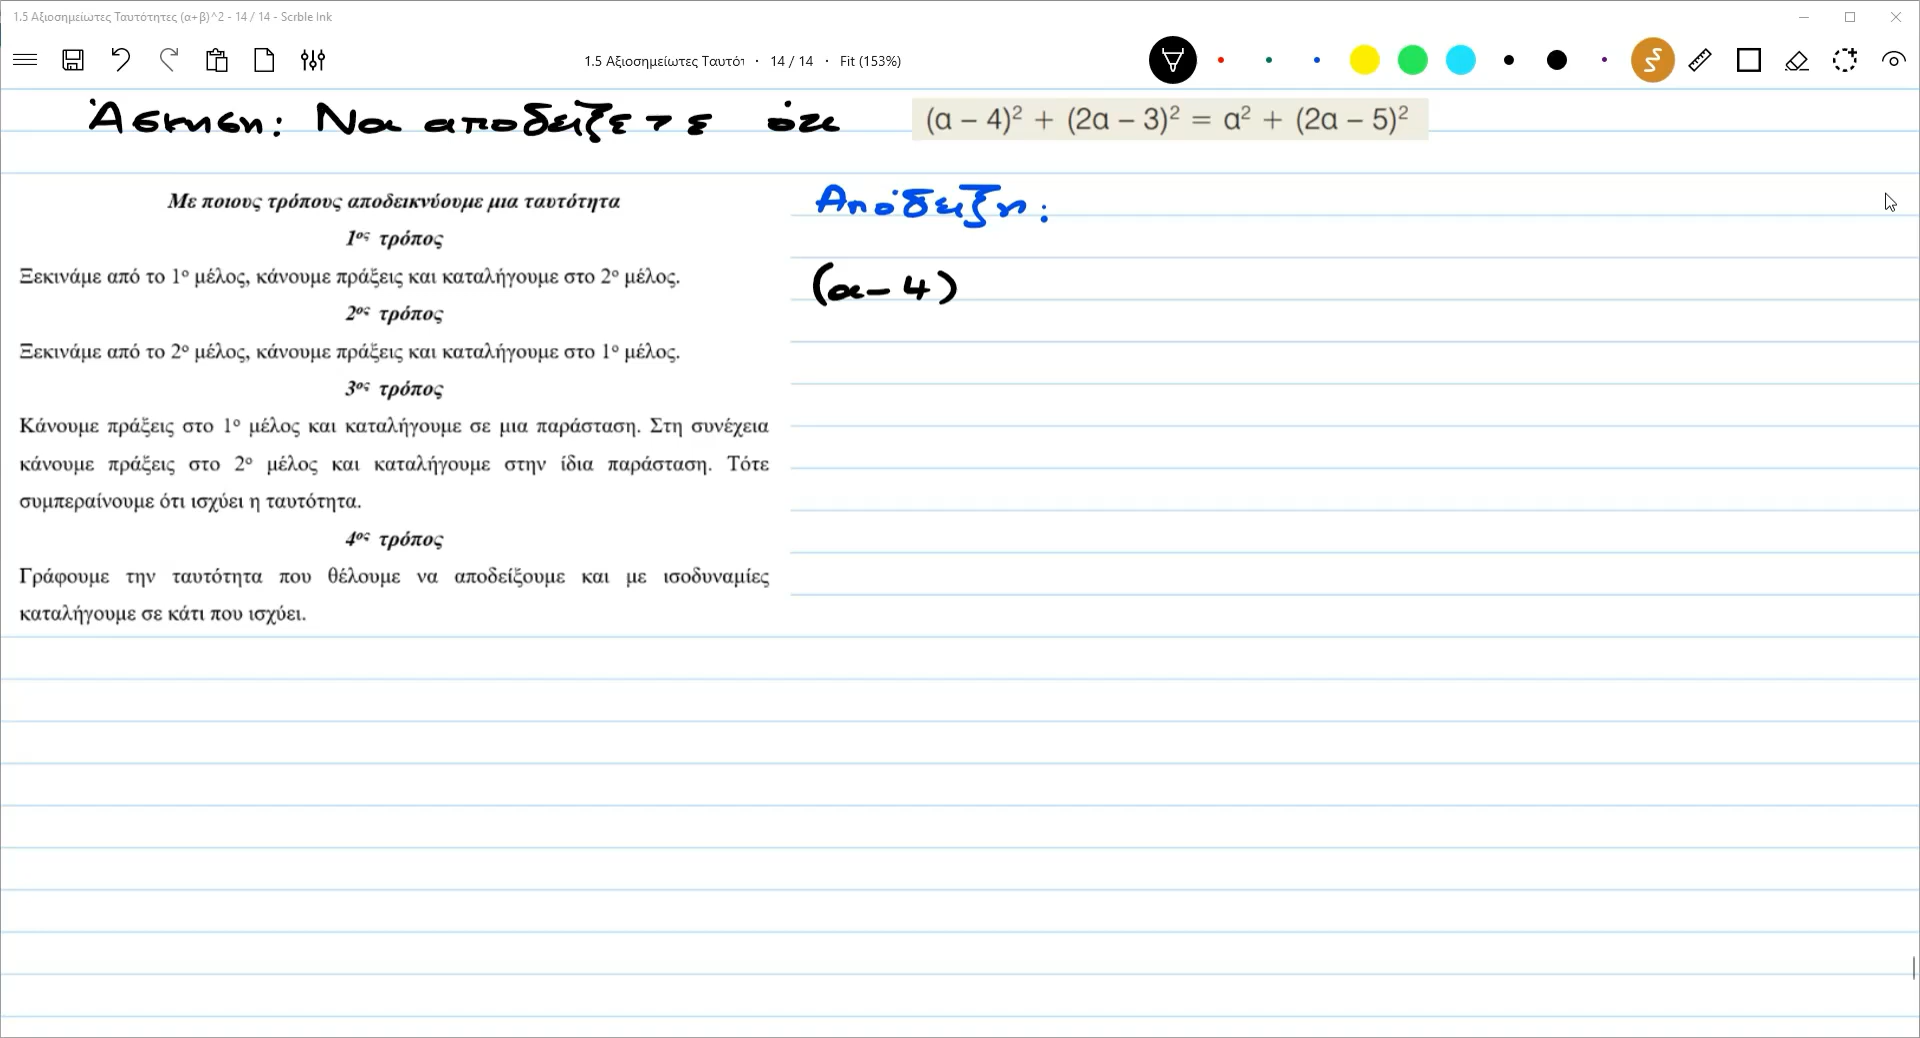 1.5 Αξιοσημείωτες Ταυτότητες (α+β)^2 - 14 / 14 - Scrble Ink
1.5 Αξιοσημείωτες Ταυτότ · 14 / 14 · Fit (153%)
Άσκηση: Να αποδείξετε ότι (α − 4)² + (2α − 3)² = α² + (2α − 5)²
Με ποιους τρόπους αποδεικνύουμε μια ταυτότητα
1ος τρόπος
Ξεκινάμε από το 1ο μέλος, κάνουμε πράξεις και καταλήγουμε στο 2ο μέλος.
2ος τρόπος
Ξεκινάμε από το 2ο μέλος, κάνουμε πράξεις και καταλήγουμε στο 1ο μέλος.
3ος τρόπος
Κάνουμε πράξεις στο 1ο μέλος και καταλήγουμε σε μια παράσταση. Στη συνέχεια
κάνουμε πράξεις στο 2ο μέλος και καταλήγουμε στην ίδια παράσταση. Τότε
συμπεραίνουμε ότι ισχύει η ταυτότητα.
4ος τρόπος
Γράφουμε την ταυτότητα που θέλουμε να αποδείξουμε και με ισοδυναμίες
καταλήγουμε σε κάτι που ισχύει.
Απόδειξη:
(α − 4)